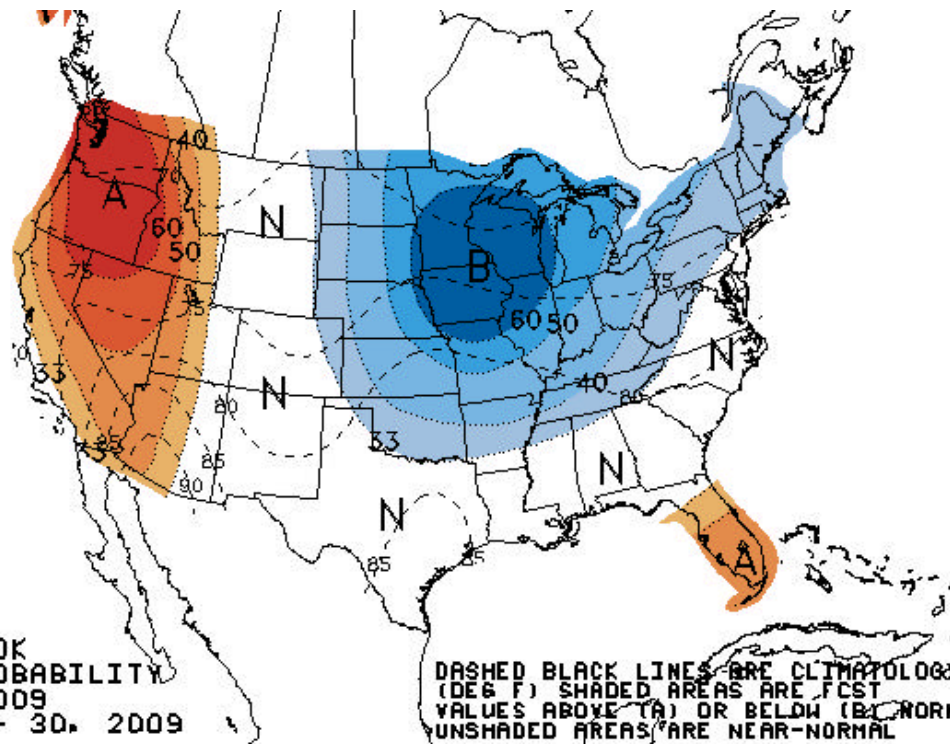 40
70
A
N
60
50
75
75
B
75
60 50
N
33
40
80
N
80
33
85
85
90
N
N
85
85
A
OK
OBABILITY
009
- 30. 2009
DASHED BLACK LINES ARE CLIMATOLOG
(DEG F) SHADED AREAS ARE FCST
VALUES ABOVE (A) OR BELOW (B) NORM
UNSHADED AREAS ARE NEAR-NORMAL